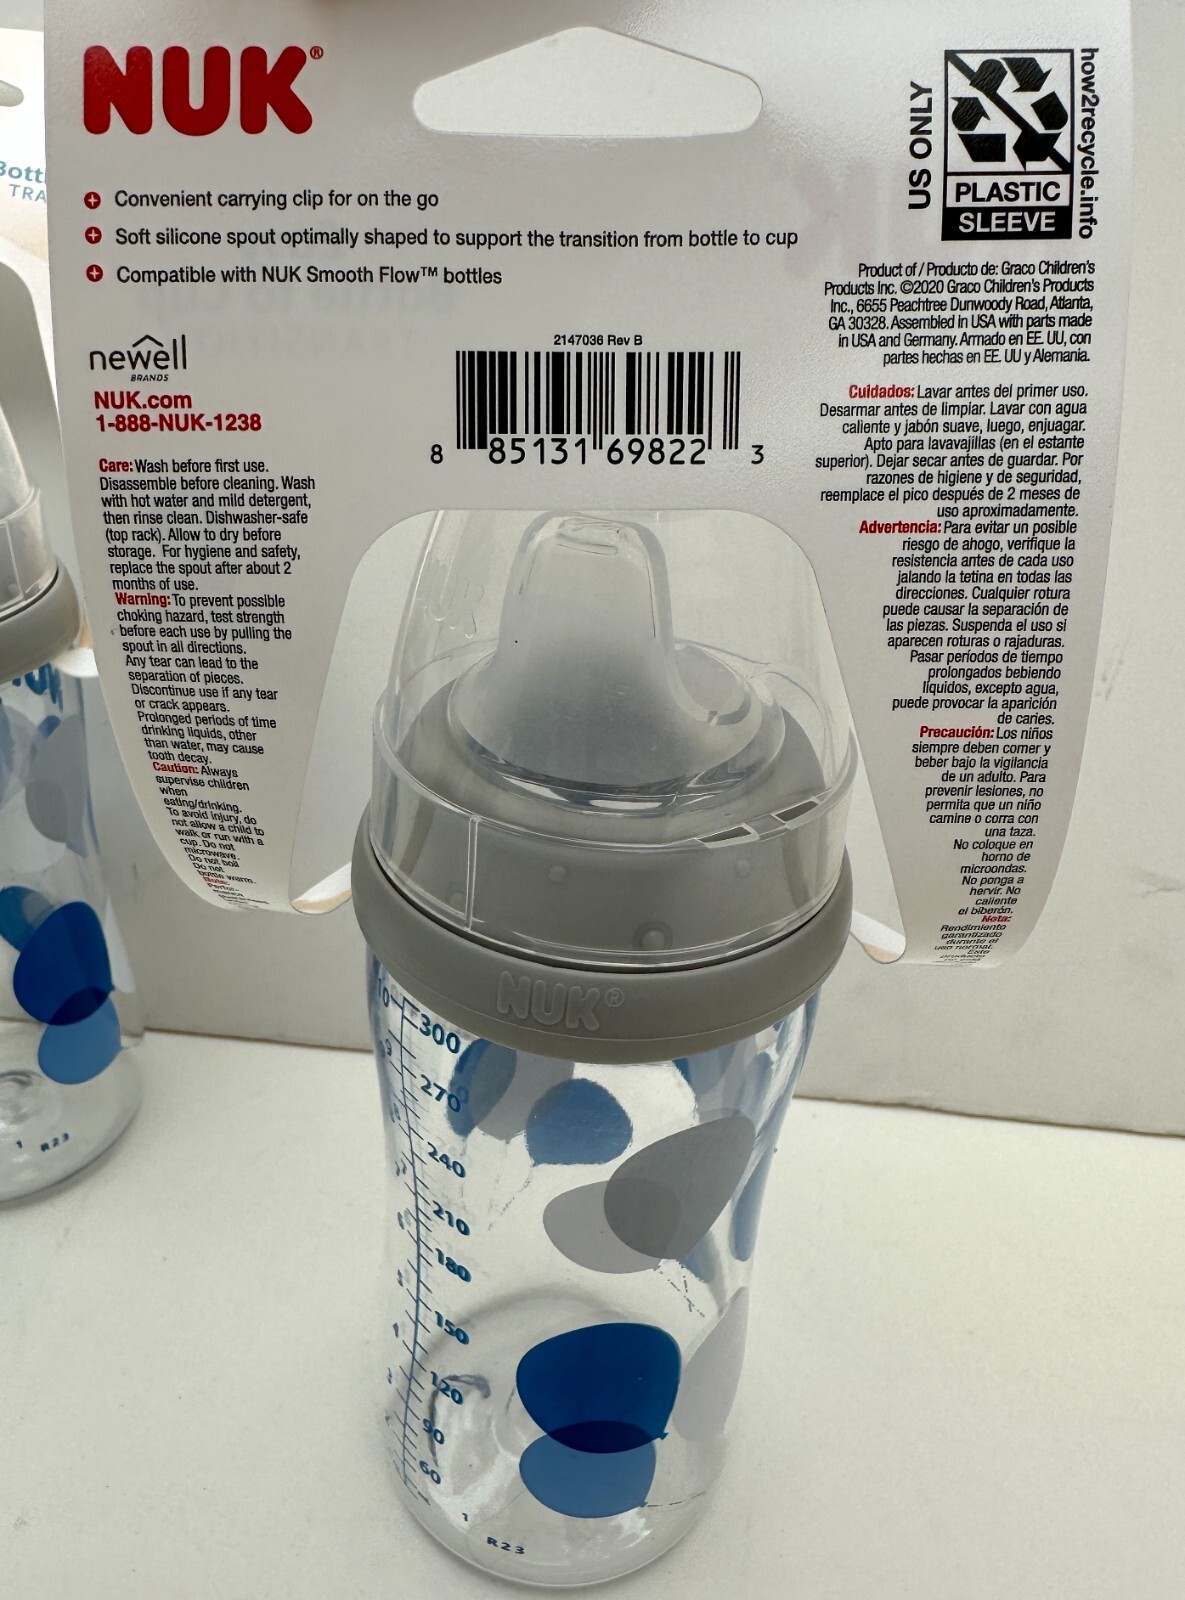 NUK®
Convenient carrying clip for on the go
Soft silicone spout optimally shaped to support the transition from bottle to cup
Compatible with NUK Smooth Flow™ bottles
newell
BRANDS
NUK.com
1-888-NUK-1238
Care: Wash before first use.
Disassemble before cleaning. Wash
with hot water and mild detergent,
then rinse clean. Dishwasher-safe
(top rack). Allow to dry before
storage. For hygiene and safety,
replace the spout after about 2
months of use.
Warning: To prevent possible
choking hazard, test strength
before each use by pulling the
spout in all directions.
Any tear can lead to the
separation of pieces.
Discontinue use if any tear
or crack appears.
Prolonged periods of time
drinking liquids, other
than water, may cause
tooth decay.
Caution: Always
supervise children
when
eating/drinking.
To avoid injury, do
not allow a child to
walk or run with a
cup. Do not
microwave.
Do not boil
Do not
bottle warm.
Note:
2147036 Rev B
8 85131 69822 3
US ONLY
PLASTIC
SLEEVE
how2recycle.info
Product of / Producto de: Graco Children's
Products Inc. ©2020 Graco Children's Products
Inc., 6655 Peachtree Dunwoody Road, Atlanta,
GA 30328. Assembled in USA with parts made
in USA and Germany. Armado en EE. UU, con
partes hechas en EE. UU y Alemania.
Cuidados: Lavar antes del primer uso.
Desarmar antes de limpiar. Lavar con agua
caliente y jabón suave, luego, enjuagar.
Apto para lavavajillas (en el estante
superior). Dejar secar antes de guardar. Por
razones de higiene y de seguridad,
reemplace el pico después de 2 meses de
uso aproximadamente.
Advertencia: Para evitar un posible
riesgo de ahogo, verifique la
resistencia antes de cada uso
jalando la tetina en todas las
direcciones. Cualquier rotura
puede causar la separación de
las piezas. Suspenda el uso si
aparecen roturas o rajaduras.
Pasar períodos de tiempo
prolongados bebiendo
líquidos, excepto agua,
puede provocar la aparición
de caries.
Precaución: Los niños
siempre deben comer y
beber bajo la vigilancia
de un adulto. Para
prevenir lesiones, no
permita que un niño
camine o corra con
una taza.
No coloque en
horno de
microondas.
No ponga a
hervir. No
caliente
el biberón.
Nota:
Rendimiento
garantizado
durante el
uso normal.
Este
NUK®
10
300
9
270
240
210
180
150
120
90
60
1
R23
1
R23